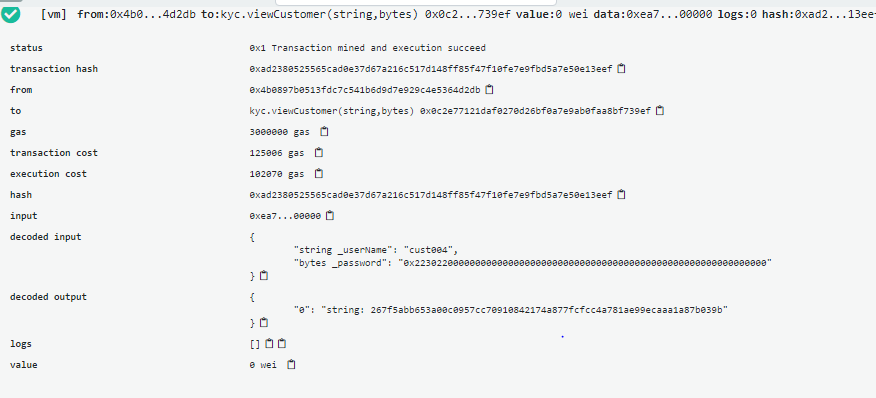 [vm] from:0x4b0...4d2db to:kyc.viewCustomer(string,bytes) 0x0c2...739ef value:0 wei data:0xea7...00000 logs:0 hash:0xad2...13eef
status 0x1 Transaction mined and execution succeed
transaction hash 0xad2380525565cad0e37d67a216c517d148ff85f47f10fe7e9fbd5a7e50e13eef
from 0x4b0897b0513fdc7c541b6d9d7e929c4e5364d2db
to kyc.viewCustomer(string,bytes) 0x0c2e77121daf0270d26bf0a7e9ab0faa8bf739ef
gas 3000000 gas
transaction cost 125006 gas
execution cost 102070 gas
hash 0xad2380525565cad0e37d67a216c517d148ff85f47f10fe7e9fbd5a7e50e13eef
input 0xea7...00000
decoded input {
"string _userName": "cust004",
"bytes _password": "0x2230220000000000000000000000000000000000000000000000000000000000"
}
decoded output {
"0": "string: 267f5abb653a00c0957cc70910842174a877fcfcc4a781ae99ecaaa1a87b039b"
}
logs []
value 0 wei